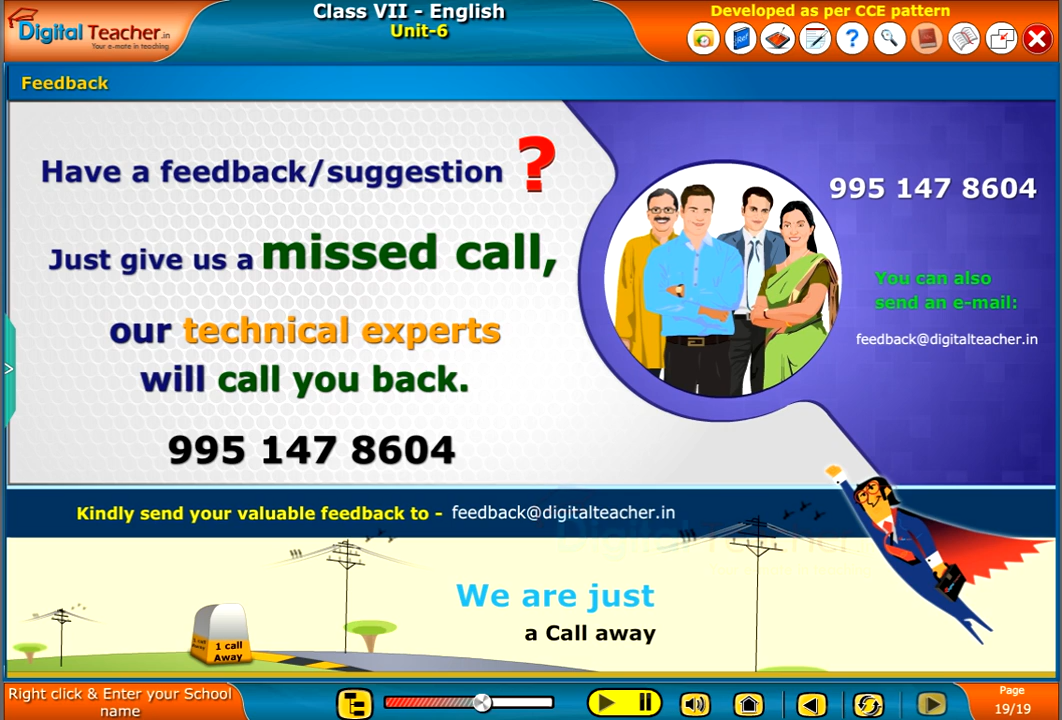 Digital Teacher.in
Your e-mate in teaching
Class VII - English
Unit-6
Developed as per CCE pattern
Ref
?
Feedback
Have a feedback/suggestion ?
Just give us a missed call,
our technical experts
will call you back.
995 147 8604
995 147 8604
You can also
send an e-mail:
feedback@digitalteacher.in
Kindly send your valuable feedback to - feedback@digitalteacher.in
Digital Teacher
We are just
a Call away
1 call
Away
Right click & Enter your School
name
Page
19/19